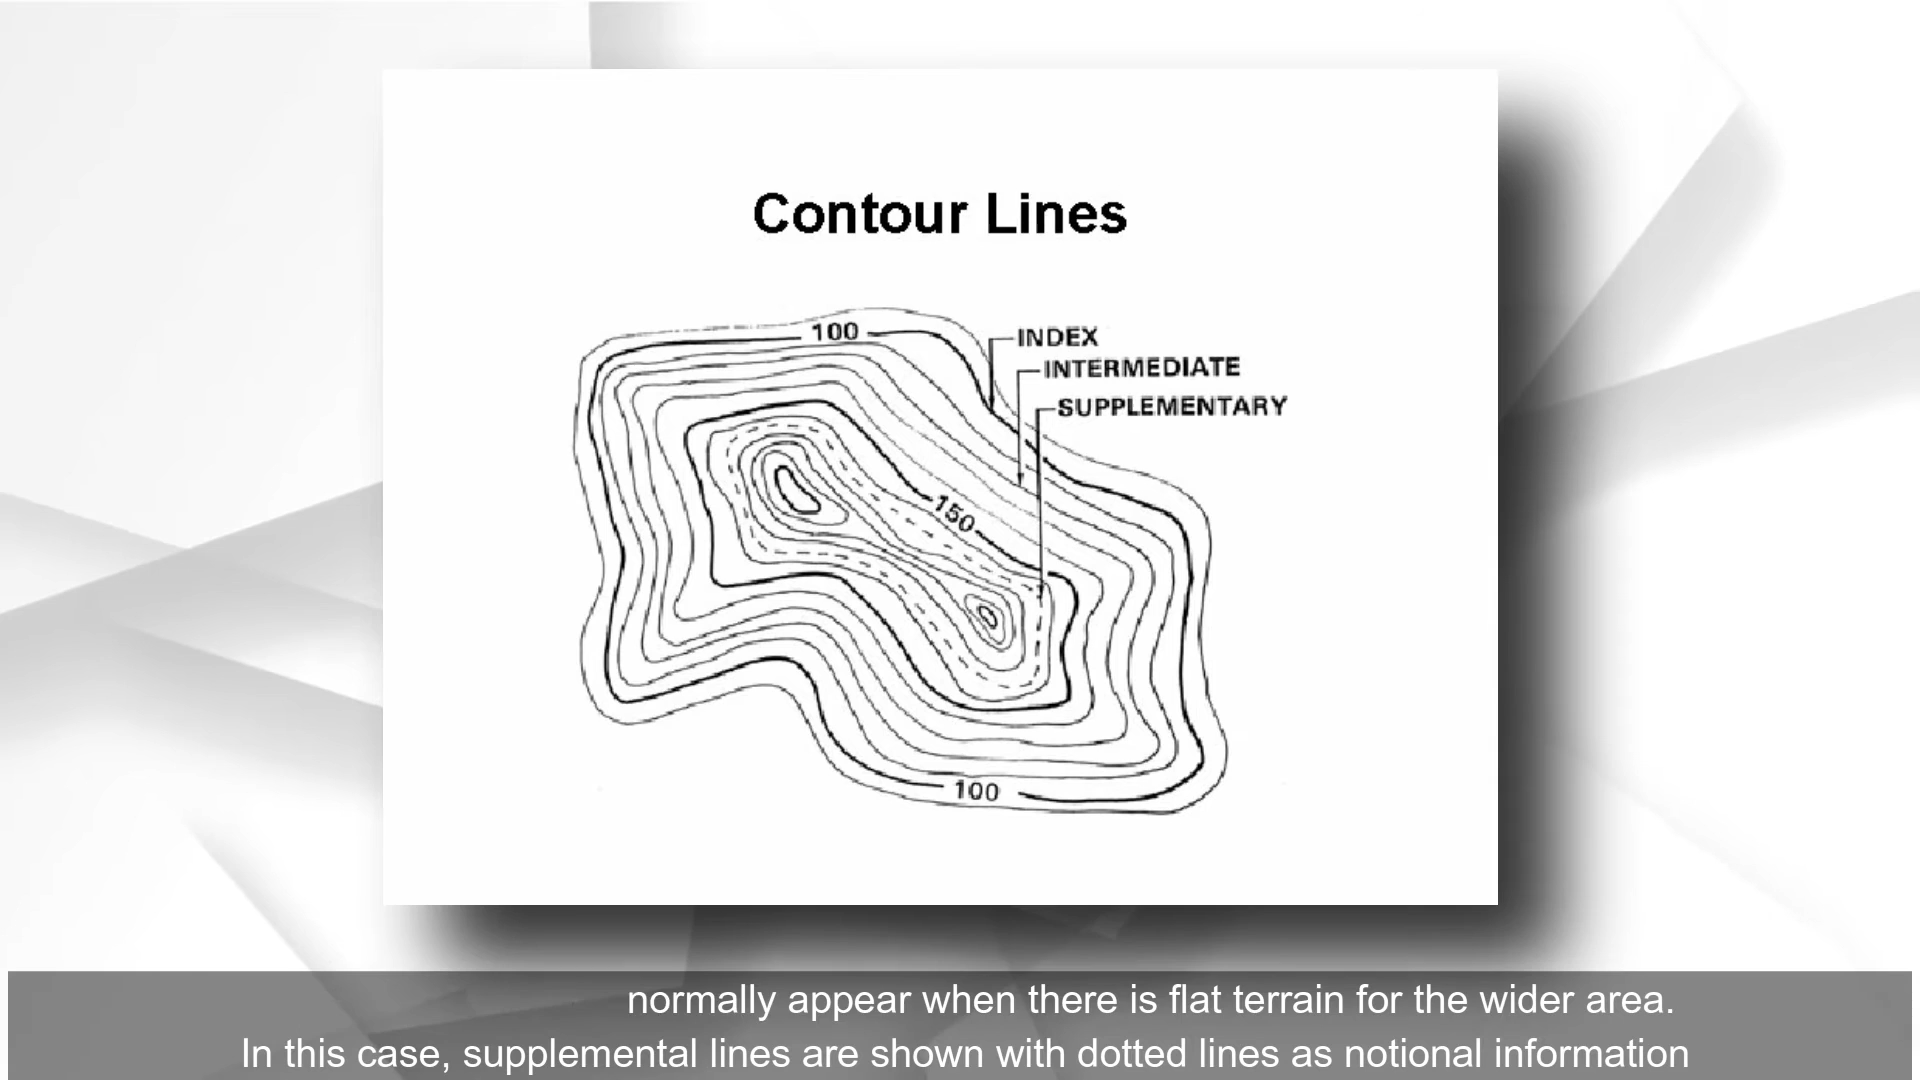 Contour Lines
100
INDEX
INTERMEDIATE
SUPPLEMENTARY
150
100
normally appear when there is flat terrain for the wider area.
In this case, supplemental lines are shown with dotted lines as notional information